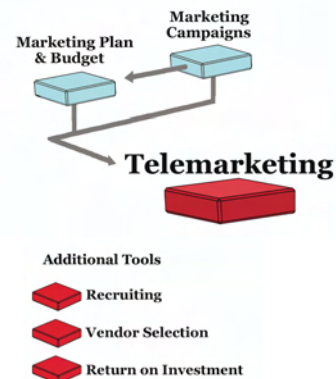 Marketing
Campaigns
Marketing Plan
& Budget
Telemarketing
Additional Tools
Recruiting
Vendor Selection
Return on Investment